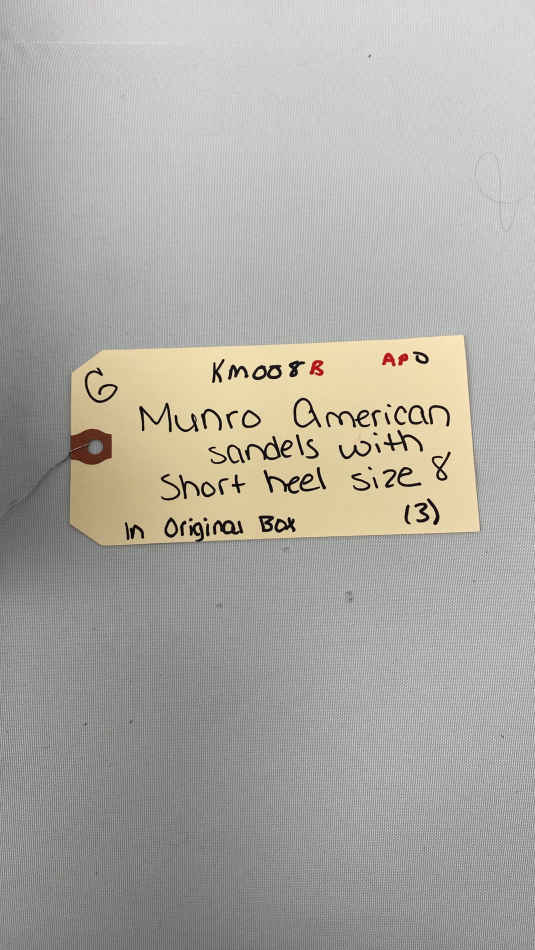 G
KM008B APO
Munro American
sandels with
Short heel size 8
In Original Box (3)